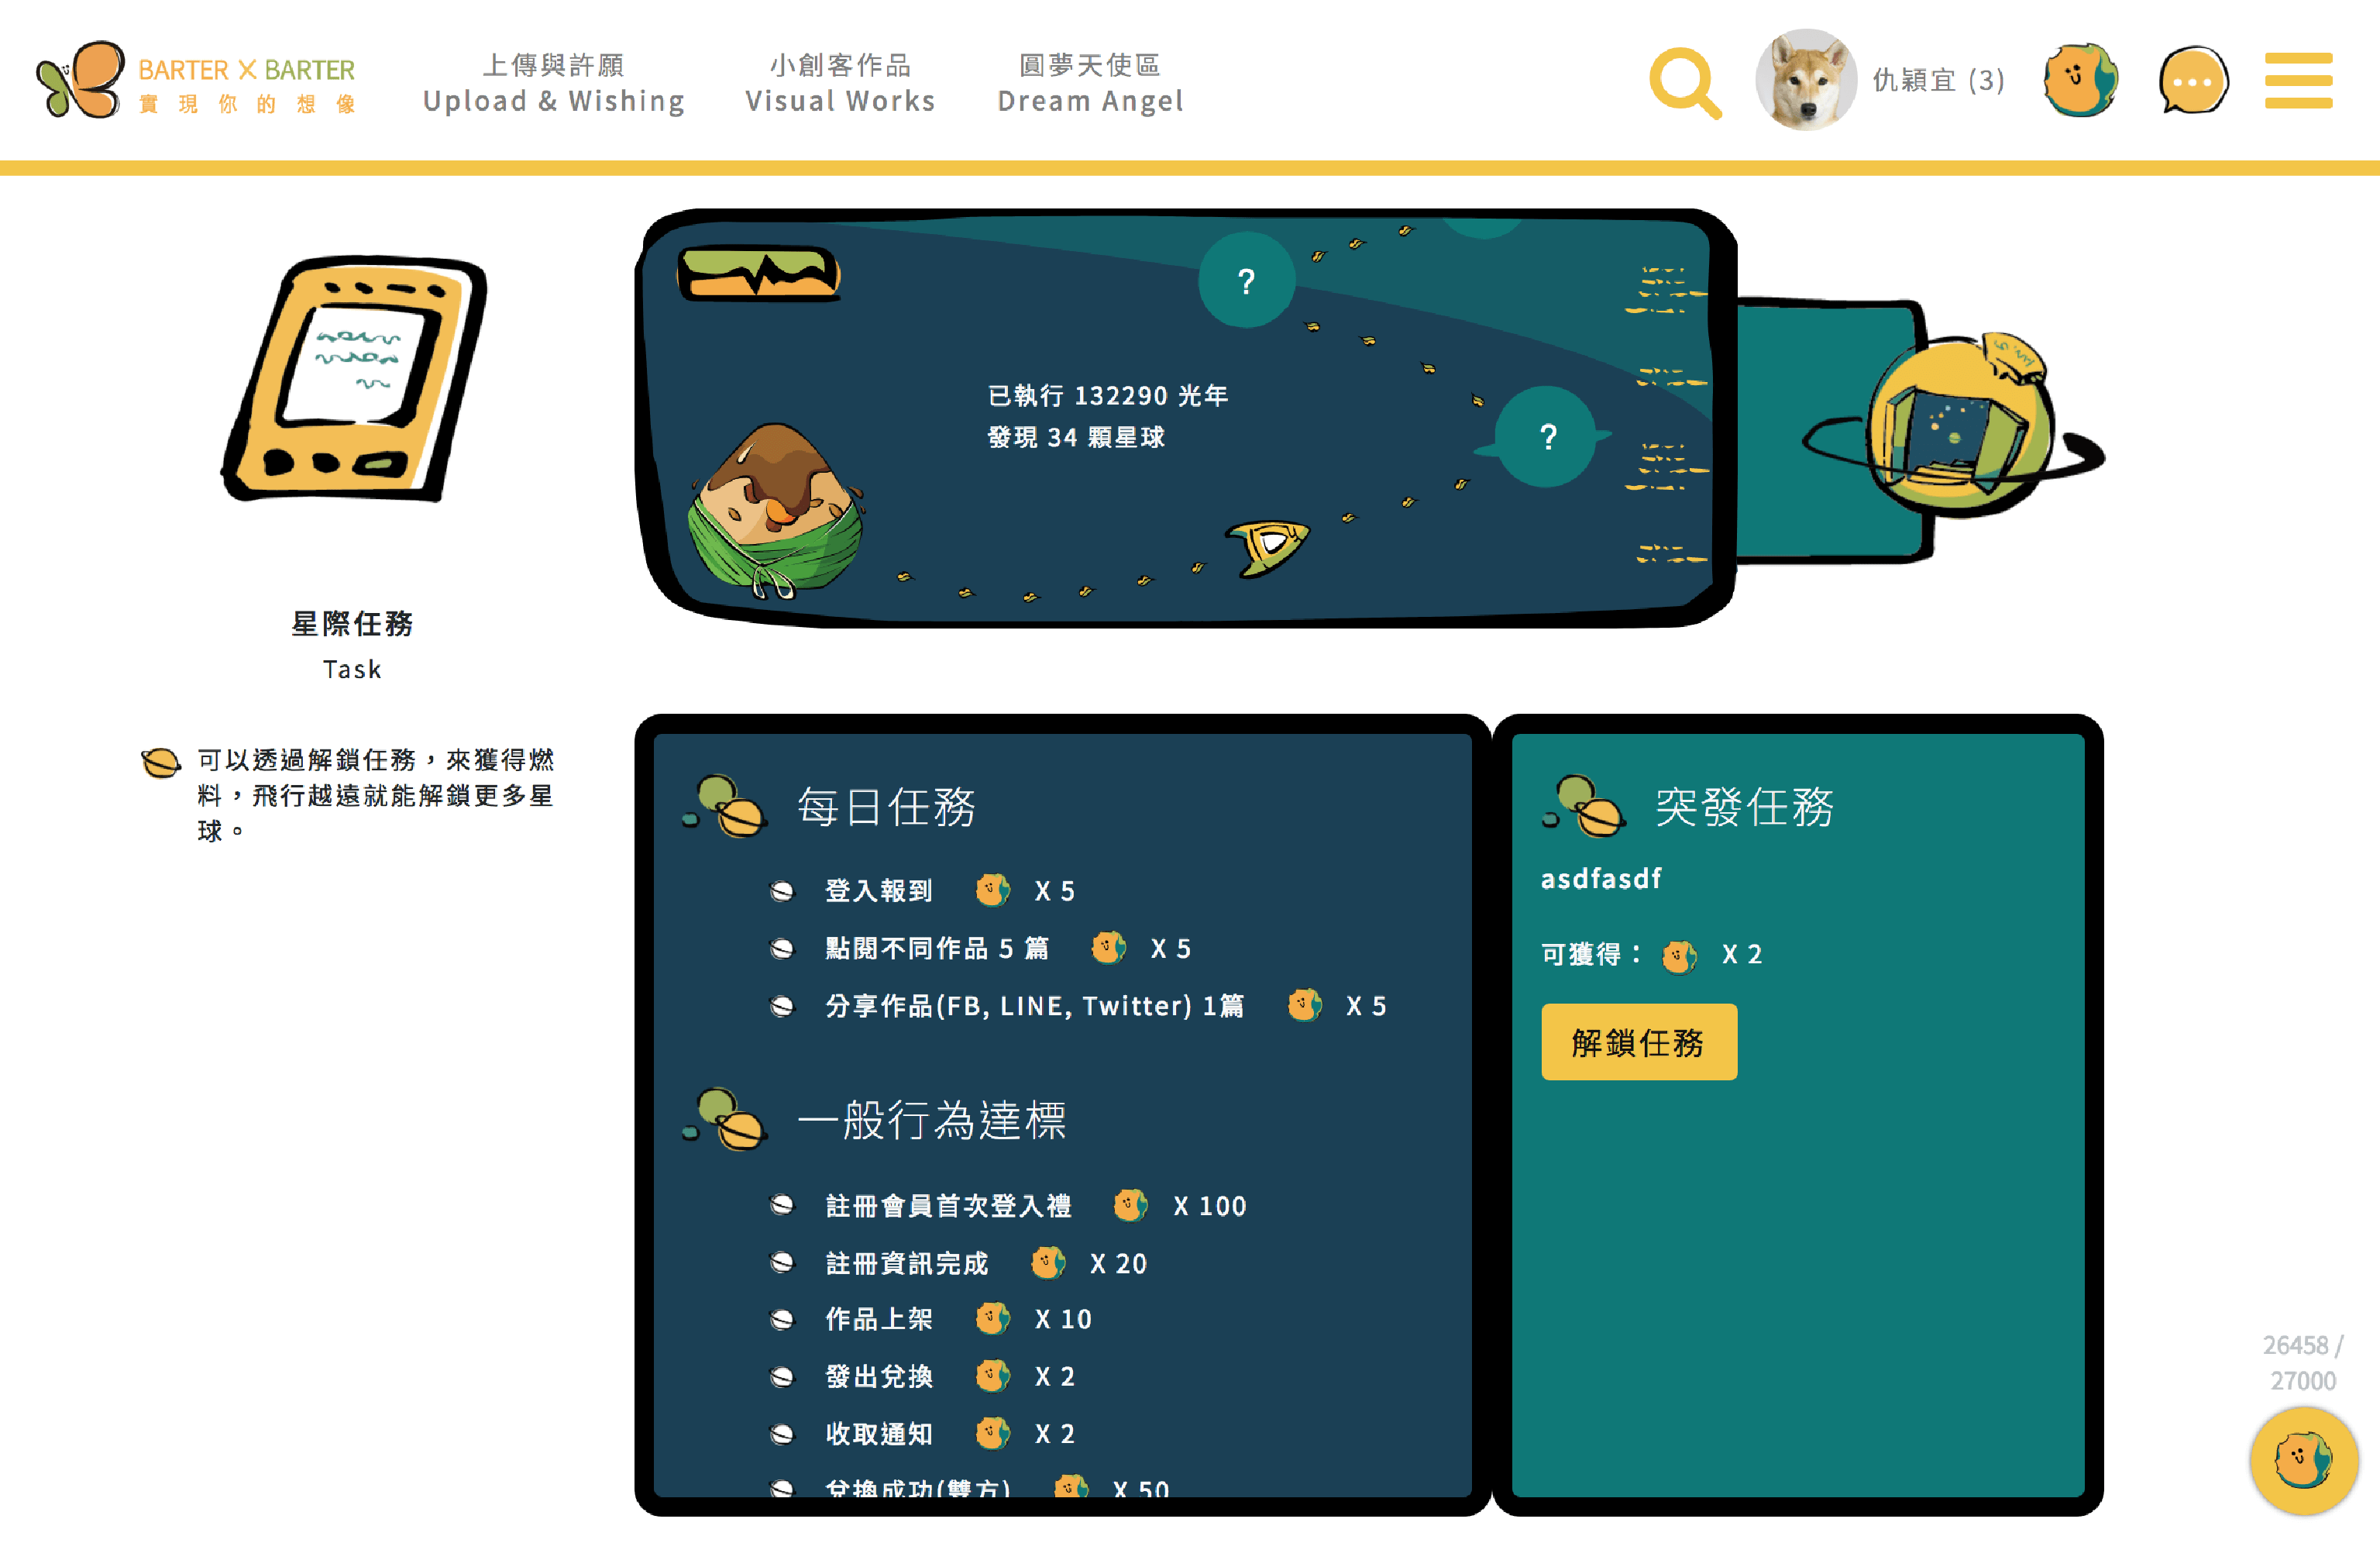 BARTER X BARTER
實現你的想像
上傳與許願
Upload & Wishing
小創客作品
Visual Works
圓夢天使區
Dream Angel
仇穎宜 (3)
?
?
已執行 132290 光年
發現 34 顆星球
星際任務
Task
可以透過解鎖任務，來獲得燃
料，飛行越遠就能解鎖更多星
球。
每日任務
登入報到 X 5
點閱不同作品 5 篇 X 5
分享作品(FB, LINE, Twitter) 1篇 X 5
一般行為達標
註冊會員首次登入禮 X 100
註冊資訊完成 X 20
作品上架 X 10
發出兌換 X 2
收取通知 X 2
兌換成功(雙方) X 50
突發任務
asdfasdf
可獲得： X 2
解鎖任務
26458 /
27000